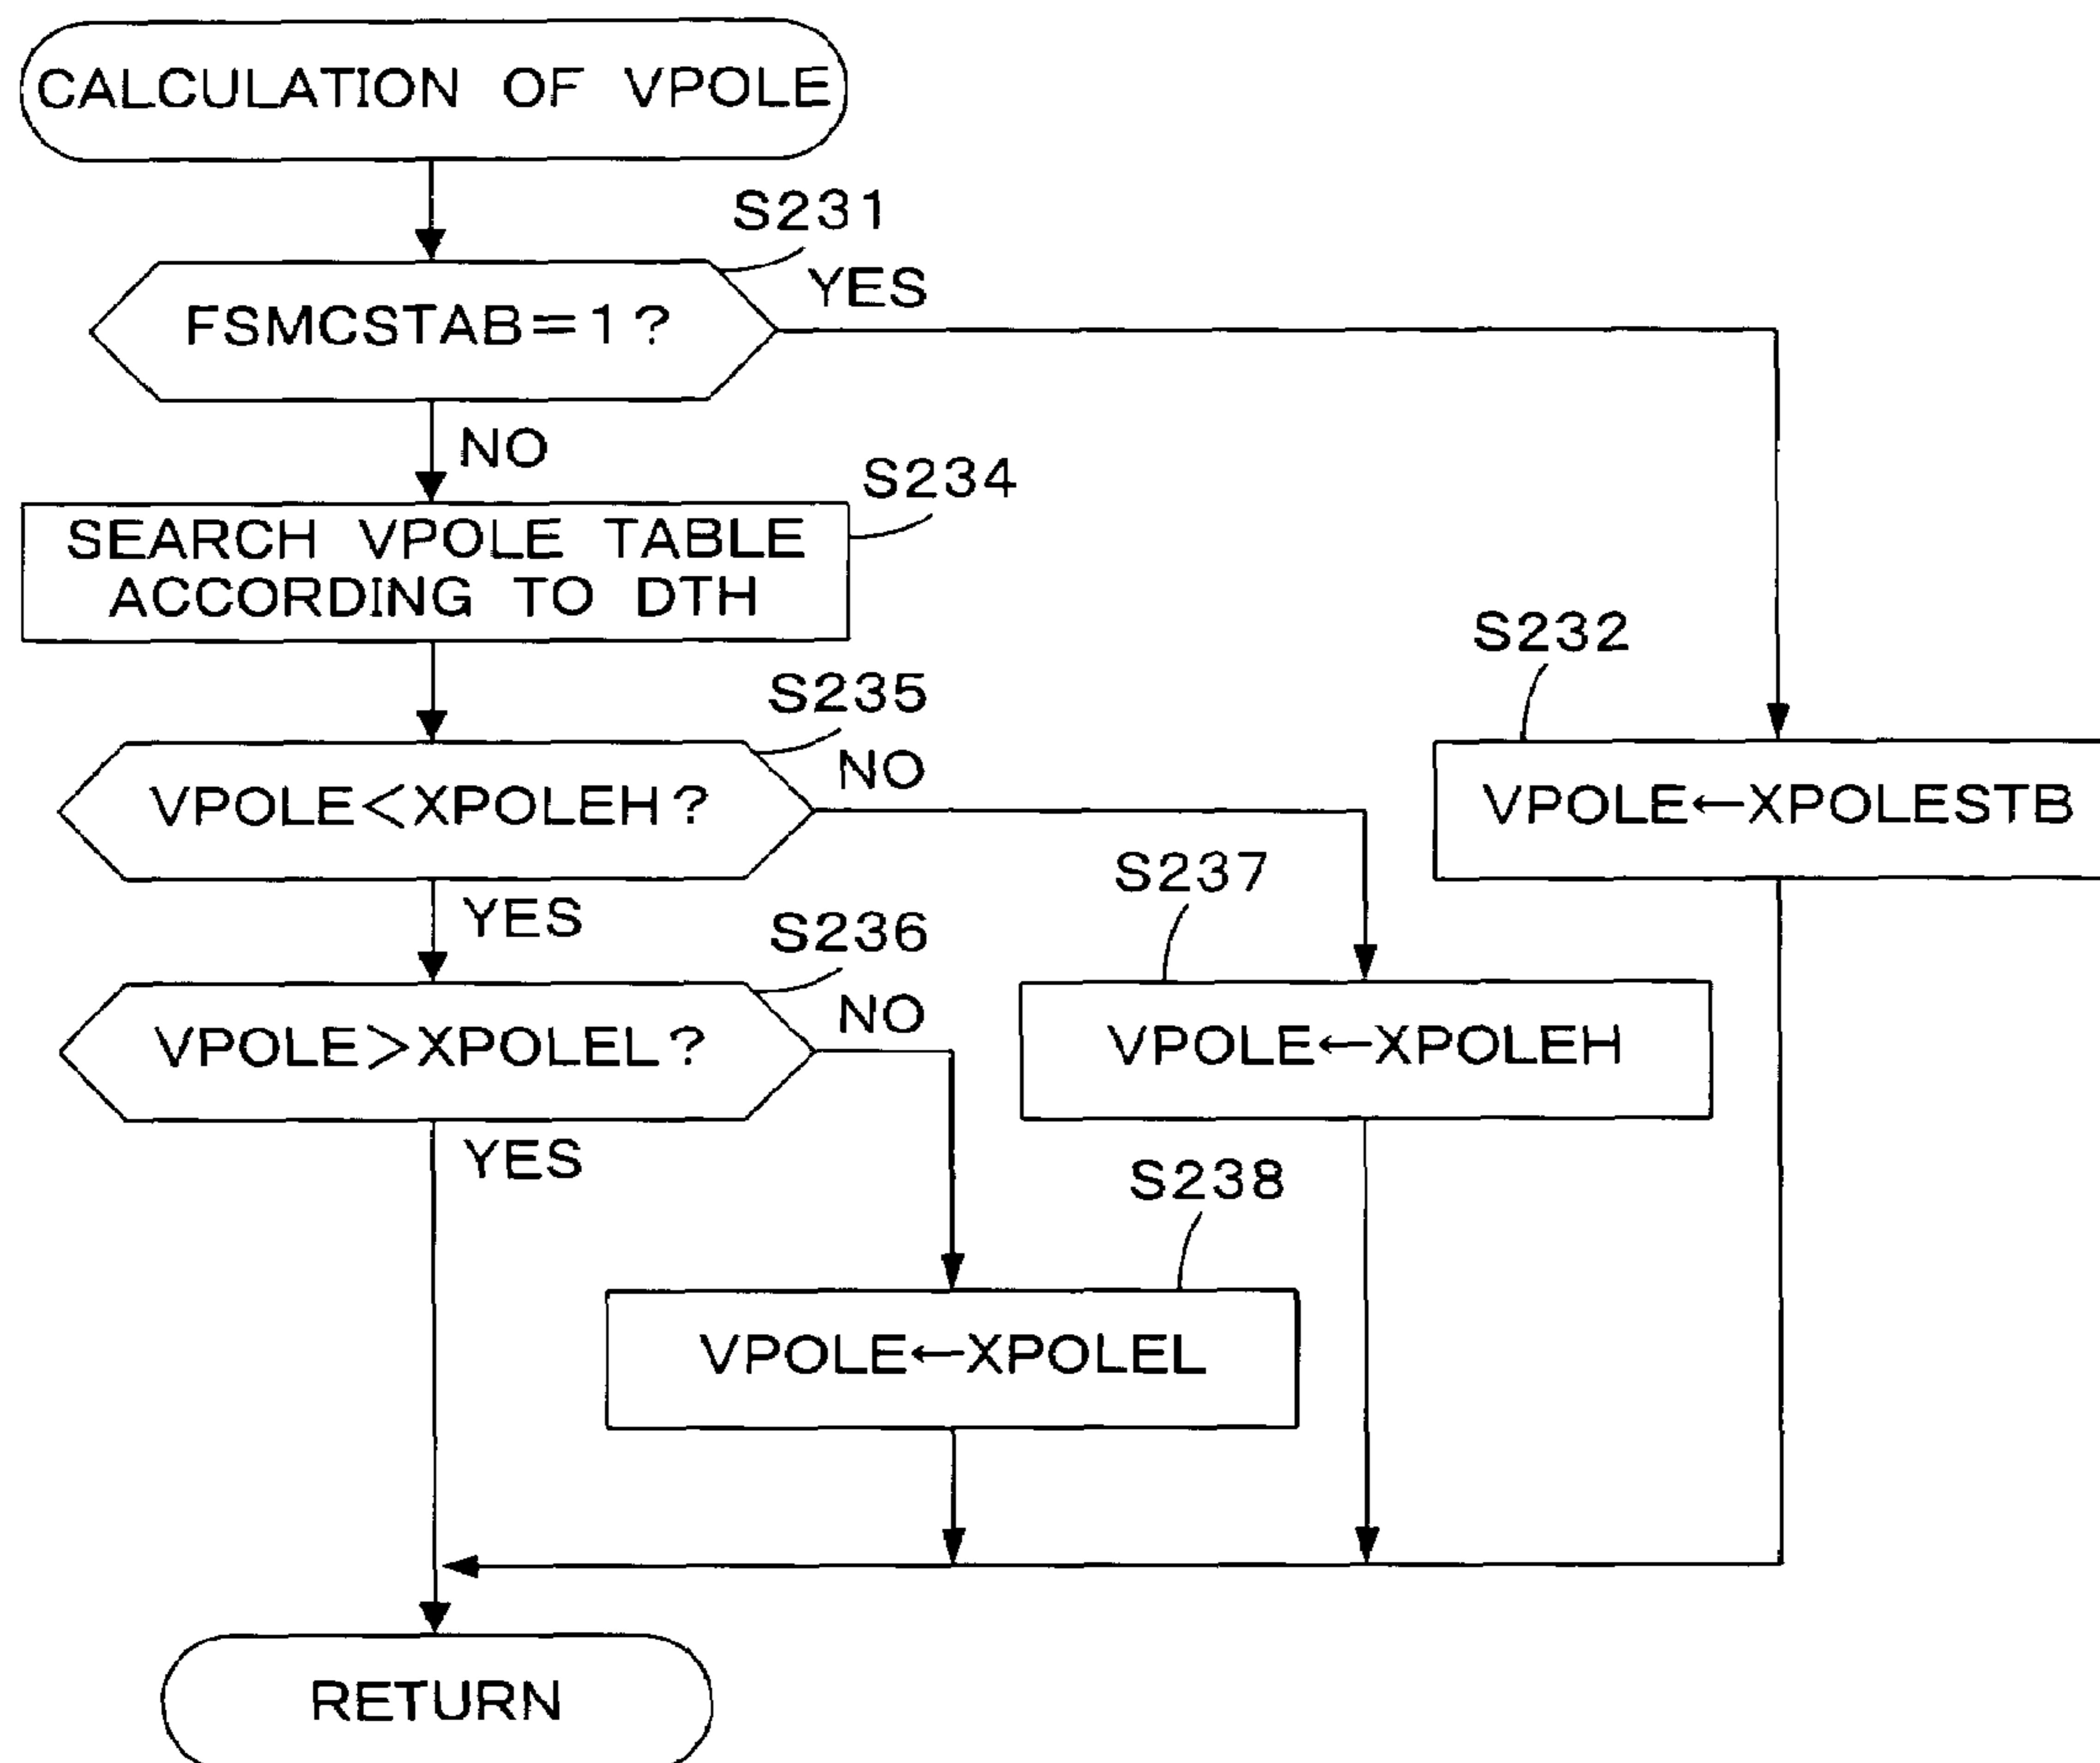 CALCULATION OF VPOLE
S231
FSMCSTAB=1?
YES
NO
S234
SEARCH VPOLE TABLE
ACCORDING TO DTH
S232
VPOLE←XPOLESTB
S235
VPOLE<XPOLEH?
NO
YES
S237
VPOLE←XPOLEH
S236
VPOLE>XPOLEL?
NO
YES
S238
VPOLE←XPOLEL
RETURN